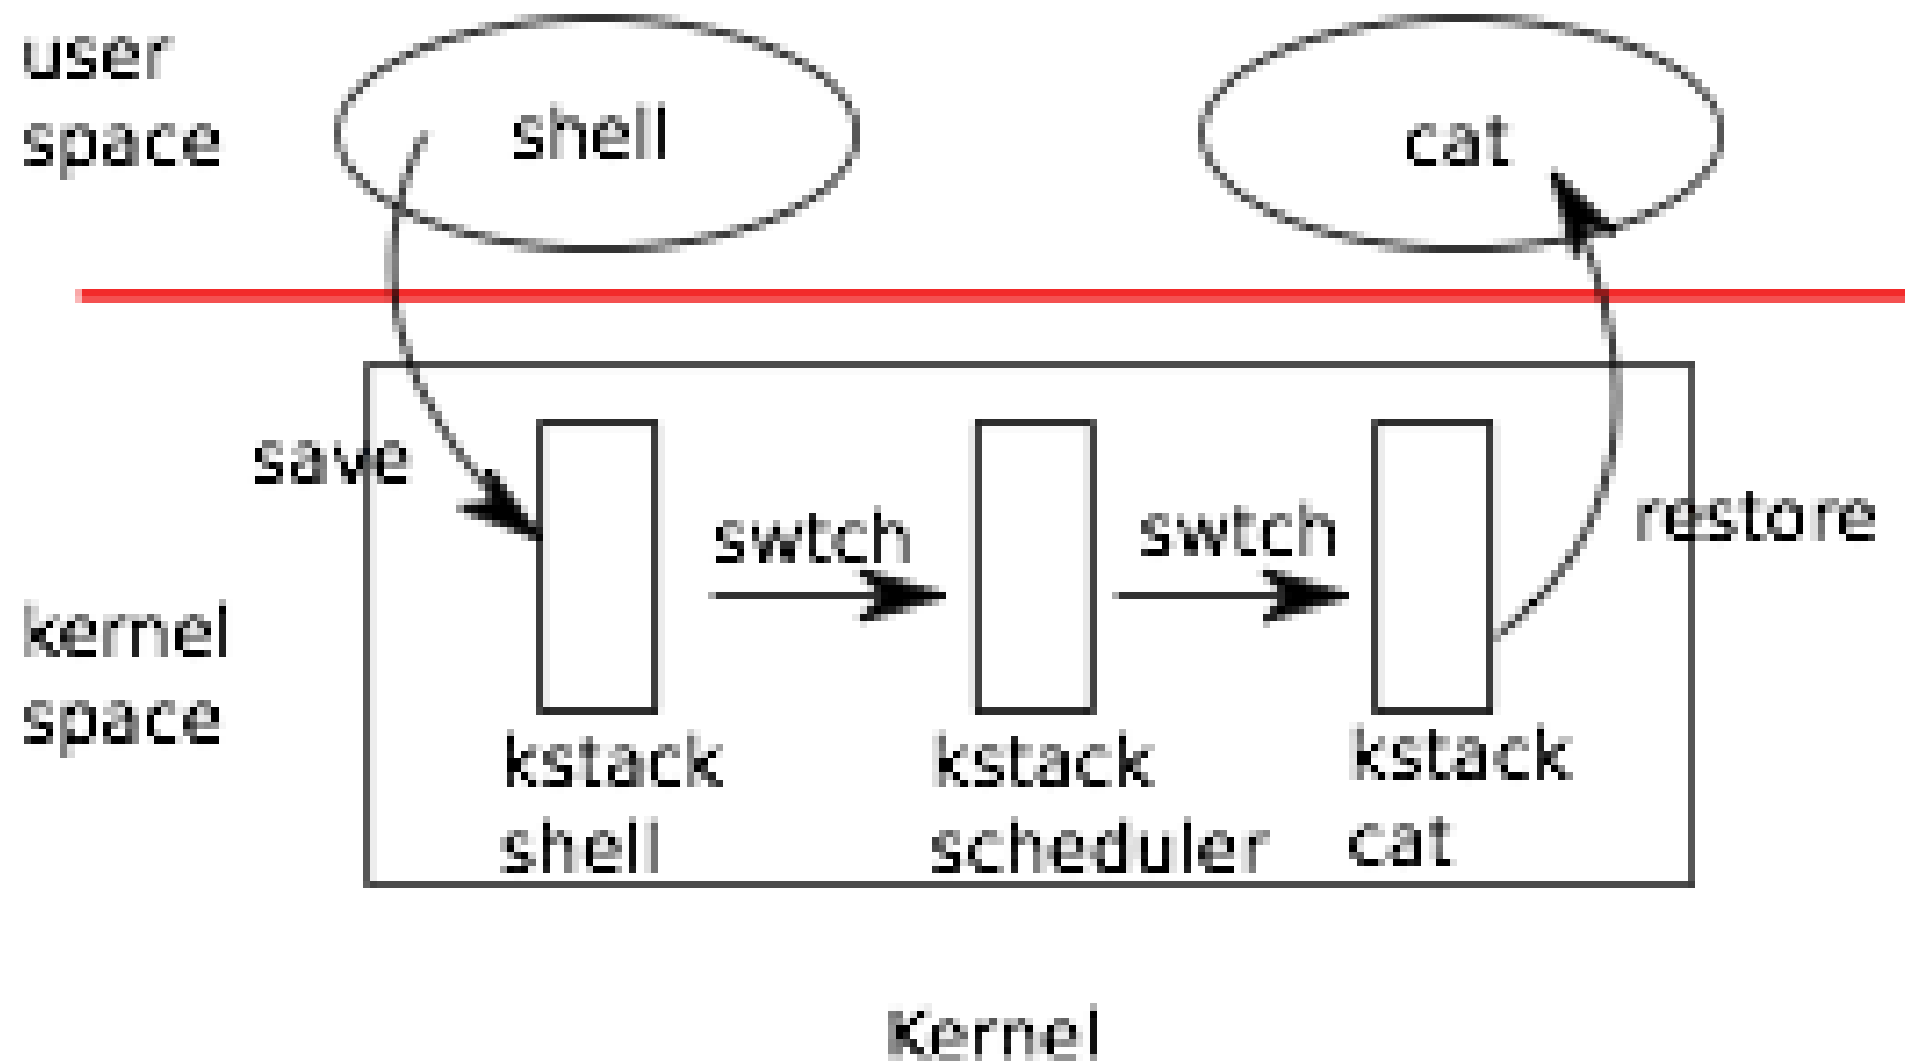 user
space
shell
cat
save
swtch
swtch
restore
kernel
space
kstack
shell
kstack
scheduler
kstack
cat
Kernel